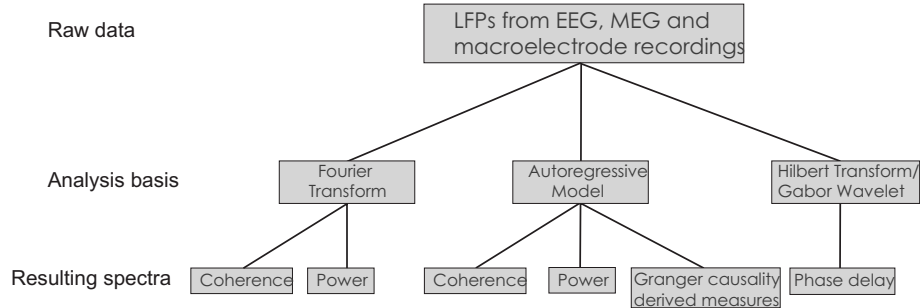 Raw data
LFPs from EEG, MEG and
macroelectrode recordings
Analysis basis
Fourier
Transform
Autoregressive
Model
Hilbert Transform/
Gabor Wavelet
Resulting spectra
Coherence
Power
Coherence
Power
Granger causality
derived measures
Phase delay